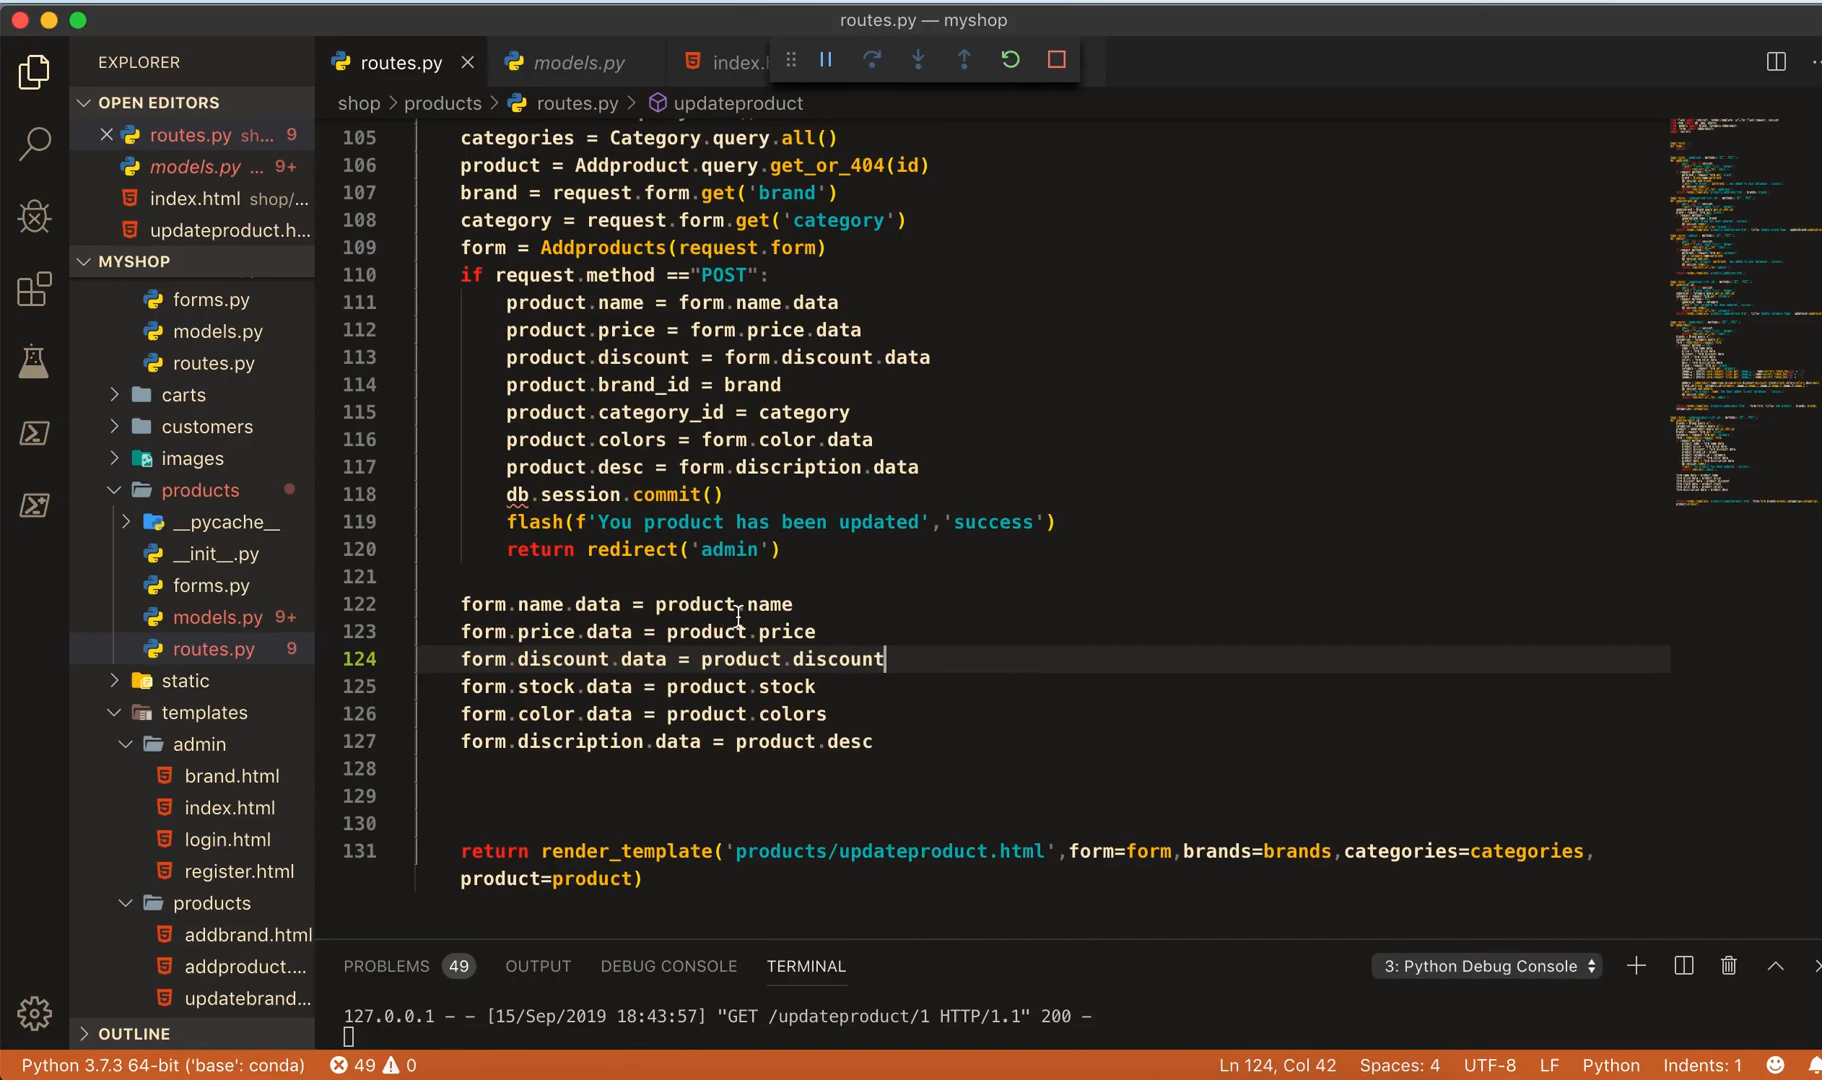 routes.py — myshop
EXPLORER
routes.py
models.py
index.
OPEN EDITORS
shop > products > routes.py > updateproduct
routes.py sh... 9
models.py ... 9+
index.html shop/...
updateproduct.h...
MYSHOP
forms.py
models.py
routes.py
carts
customers
images
products
__pycache__
__init__.py
forms.py
models.py 9+
routes.py 9
static
templates
admin
brand.html
index.html
login.html
register.html
products
addbrand.html
addproduct....
updatebrand...
OUTLINE
105 categories = Category.query.all()
106 product = Addproduct.query.get_or_404(id)
107 brand = request.form.get('brand')
108 category = request.form.get('category')
109 form = Addproducts(request.form)
110 if request.method =="POST":
111 product.name = form.name.data
112 product.price = form.price.data
113 product.discount = form.discount.data
114 product.brand_id = brand
115 product.category_id = category
116 product.colors = form.color.data
117 product.desc = form.discription.data
118 db.session.commit()
119 flash(f'You product has been updated','success')
120 return redirect('admin')
121
122 form.name.data = product.name
123 form.price.data = product.price
124 form.discount.data = product.discount
125 form.stock.data = product.stock
126 form.color.data = product.colors
127 form.discription.data = product.desc
128
129
130
131 return render_template('products/updateproduct.html',form=form,brands=brands,categories=categories,
product=product)
PROBLEMS 49 OUTPUT DEBUG CONSOLE TERMINAL 3: Python Debug Console
127.0.0.1 - - [15/Sep/2019 18:43:57] "GET /updateproduct/1 HTTP/1.1" 200 -
Python 3.7.3 64-bit ('base': conda) 49 0 Ln 124, Col 42 Spaces: 4 UTF-8 LF Python Indents: 1